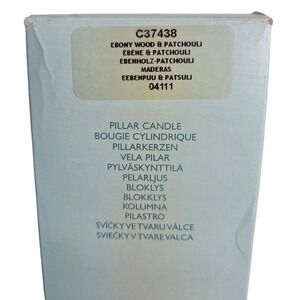 C37438
EBONY WOOD & PATCHOULI
EBÈNE & PATCHOULI
EBENHOLZ-PATCHOULI
MADERAS
EEBENPUU & PATSULI
04111
PILLAR CANDLE
BOUGIE CYLINDRIQUE
PILLARKERZEN
VELA PILAR
PYLVÄSKYNTTILÄ
PELARLJUS
BLOKLYS
BLOKKLYS
KOLUMNA
PILASTRO
SVÍČKY VE TVARU VÁLCE
SVIEČKY V TVARE VALCA